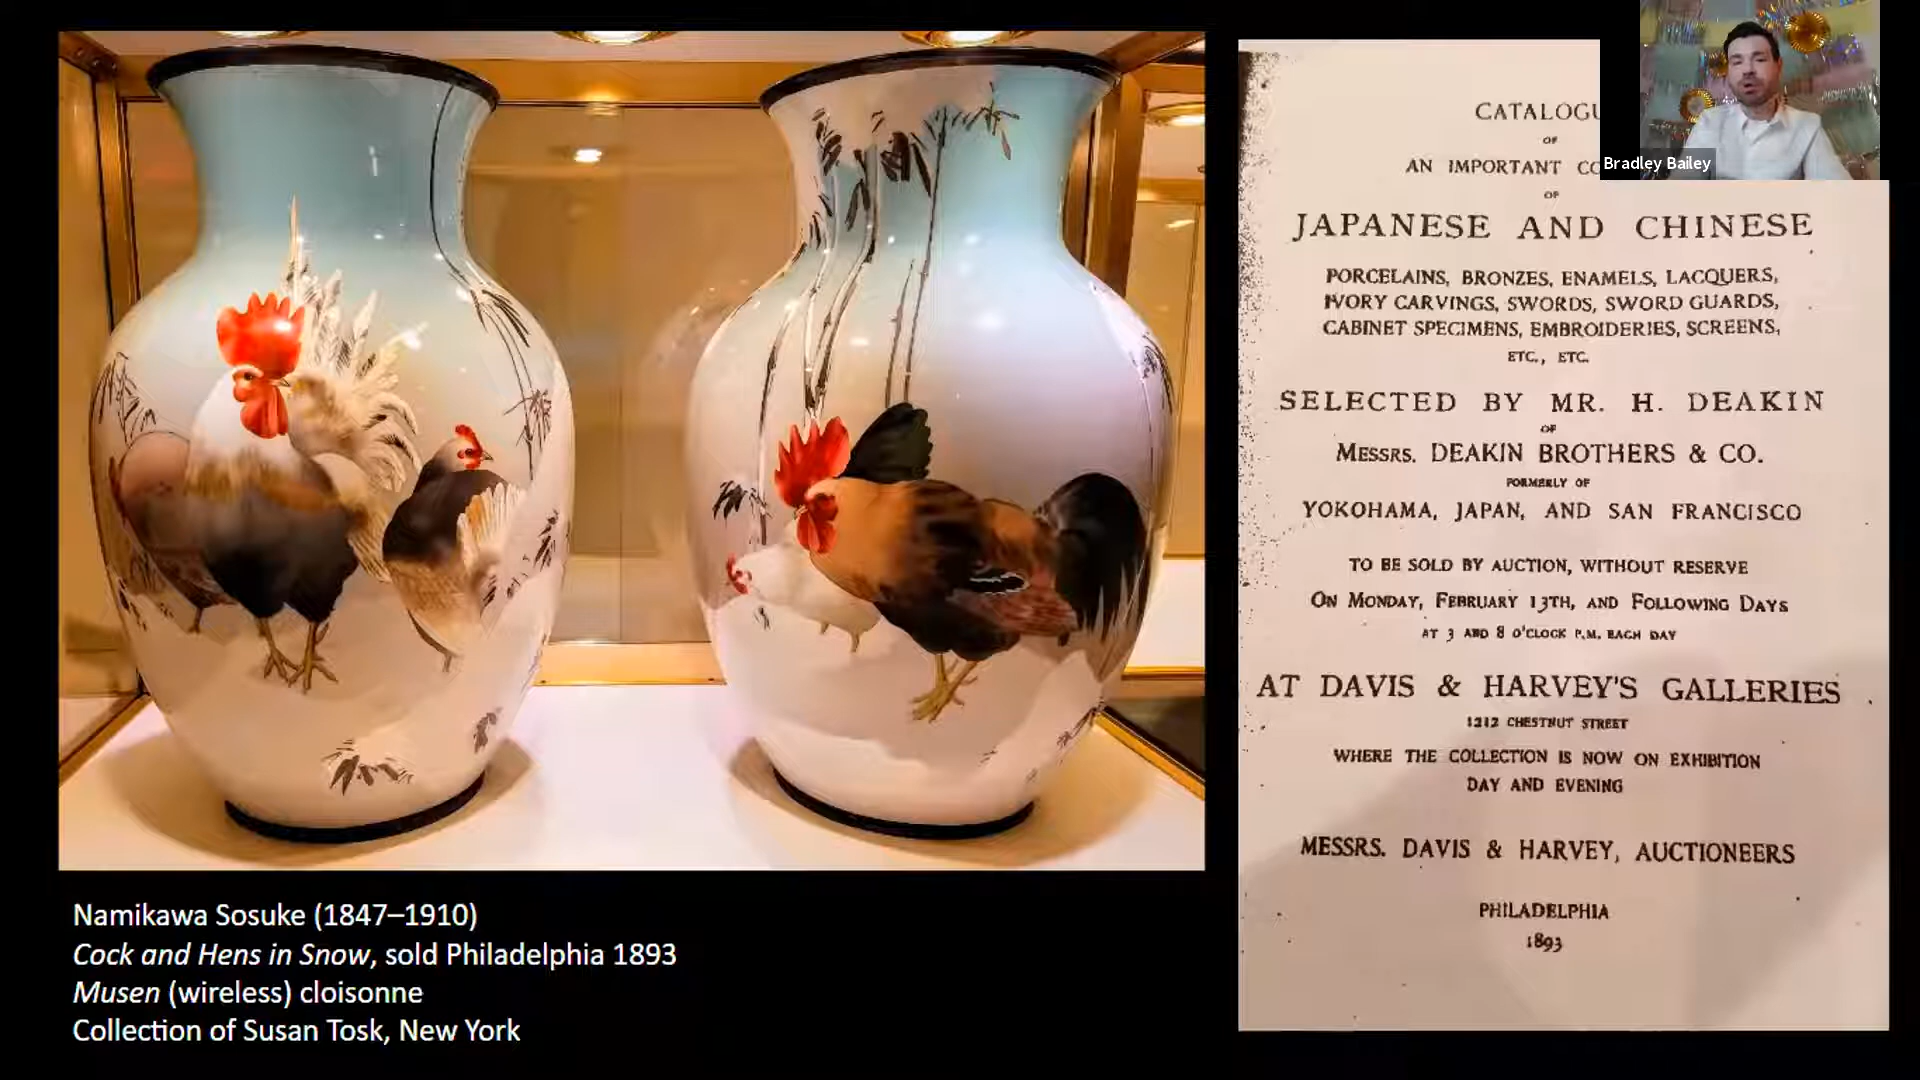 CATALOGU
OF
AN IMPORTANT CO
OF
JAPANESE AND CHINESE
PORCELAINS, BRONZES, ENAMELS, LACQUERS,
IVORY CARVINGS, SWORDS, SWORD GUARDS,
CABINET SPECIMENS, EMBROIDERIES, SCREENS,
ETC., ETC.
SELECTED BY MR. H. DEAKIN
OF
MESSRS. DEAKIN BROTHERS & CO.
FORMERLY OF
YOKOHAMA, JAPAN, AND SAN FRANCISCO
TO BE SOLD BY AUCTION, WITHOUT RESERVE
ON MONDAY, FEBRUARY 13TH, AND FOLLOWING DAYS
AT 3 AND 8 O'CLOCK P.M. EACH DAY
AT DAVIS & HARVEY'S GALLERIES
1212 CHESTNUT STREET
WHERE THE COLLECTION IS NOW ON EXHIBITION
DAY AND EVENING
MESSRS. DAVIS & HARVEY, AUCTIONEERS
PHILADELPHIA
1893
Bradley Bailey
Namikawa Sosuke (1847–1910)
Cock and Hens in Snow, sold Philadelphia 1893
Musen (wireless) cloisonne
Collection of Susan Tosk, New York